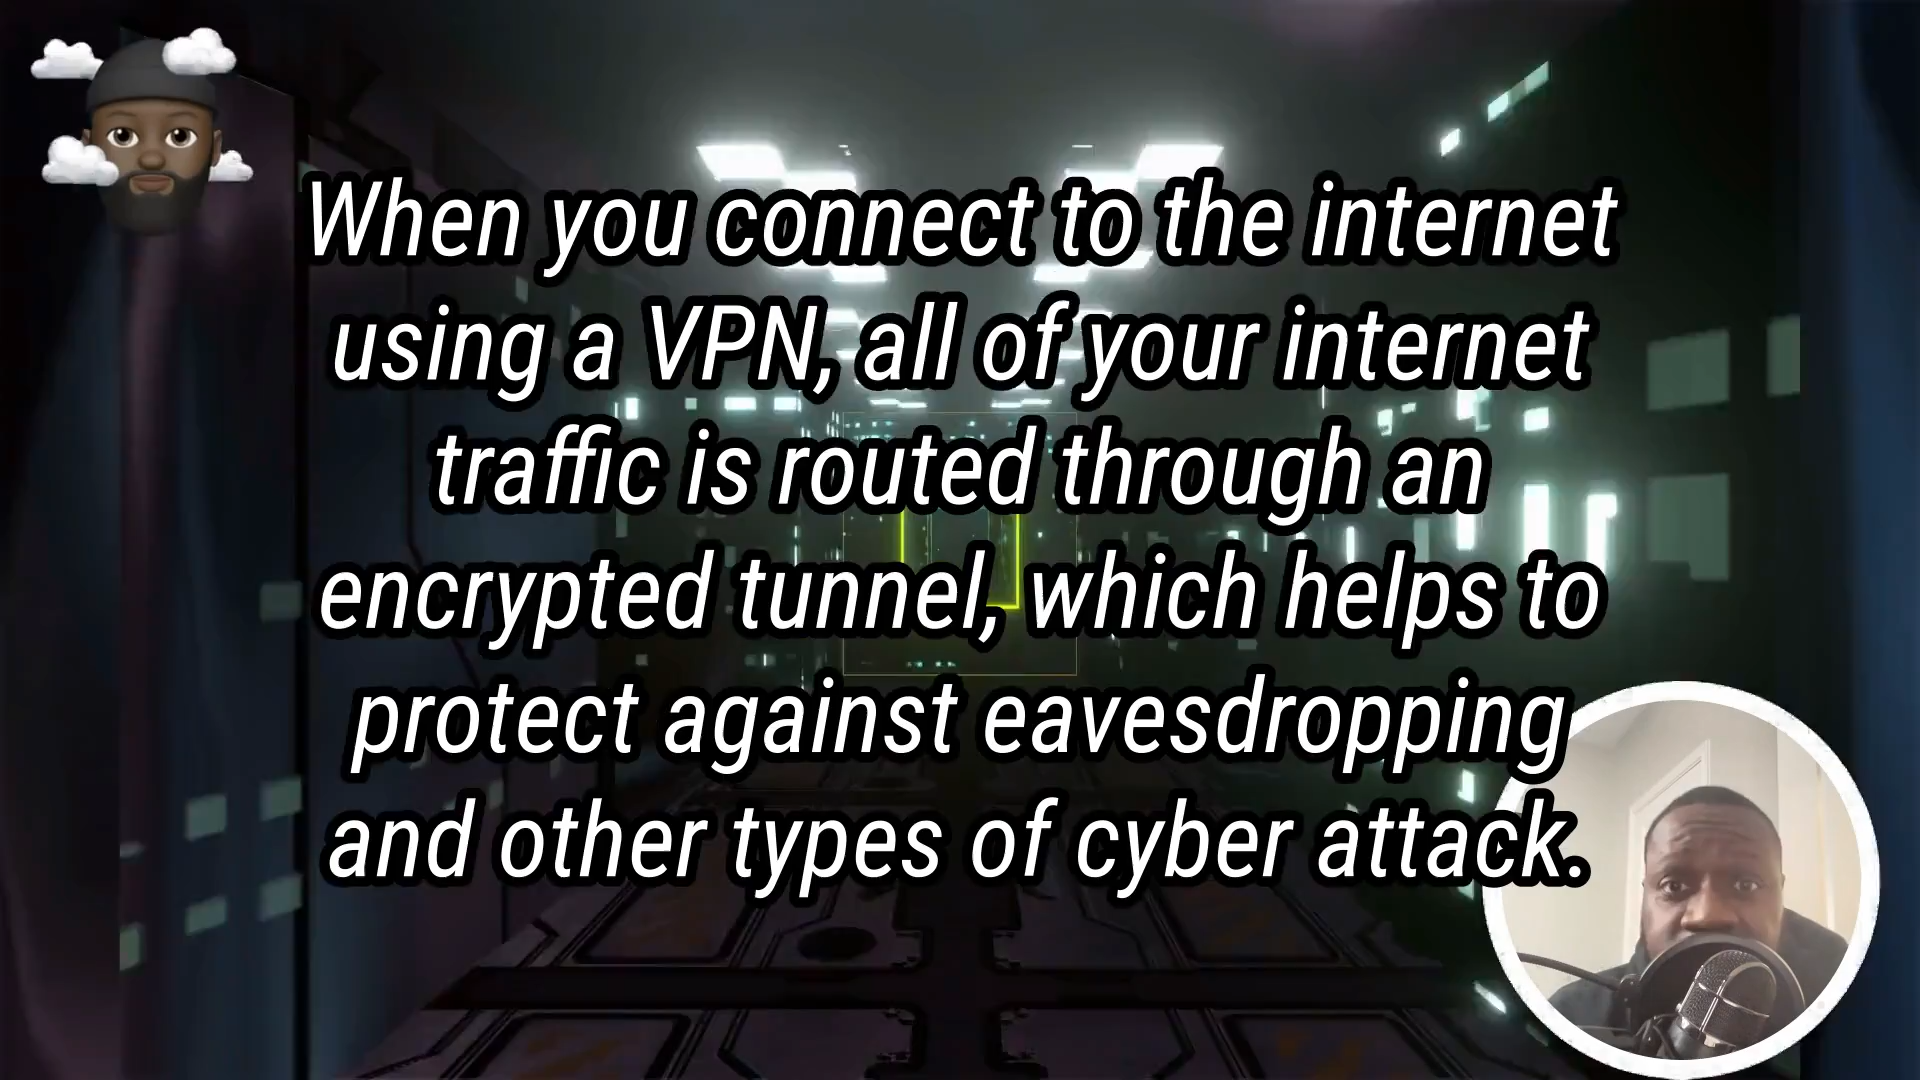 When you connect to the internet
using a VPN, all of your internet
traffic is routed through an
encrypted tunnel, which helps to
protect against eavesdropping
and other types of cyber attack.